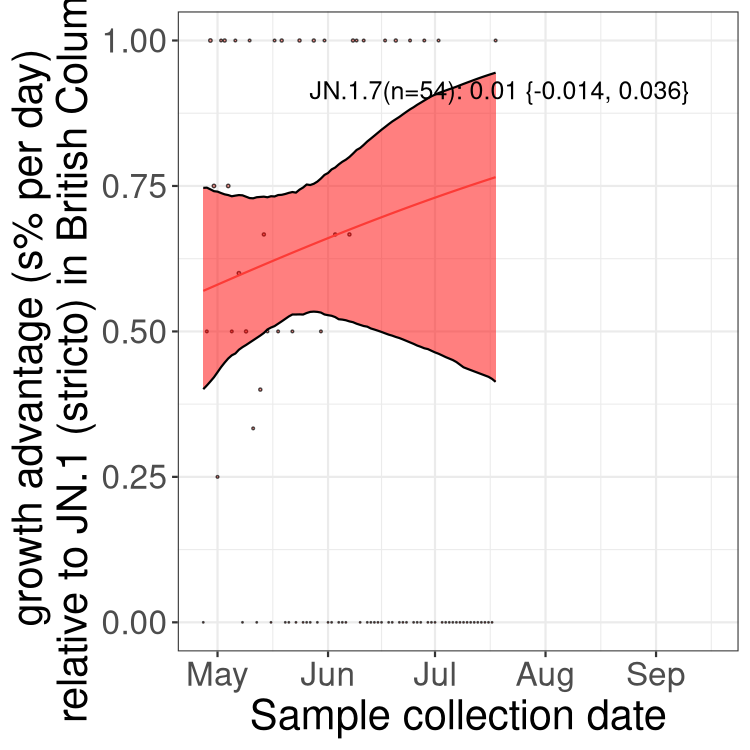 growth advantage (s% per day)
relative to JN.1 (stricto) in British Colum
1.00
0.75
0.50
0.25
0.00
JN.1.7(n=54): 0.01 {-0.014, 0.036}
May Jun Jul Aug Sep
Sample collection date